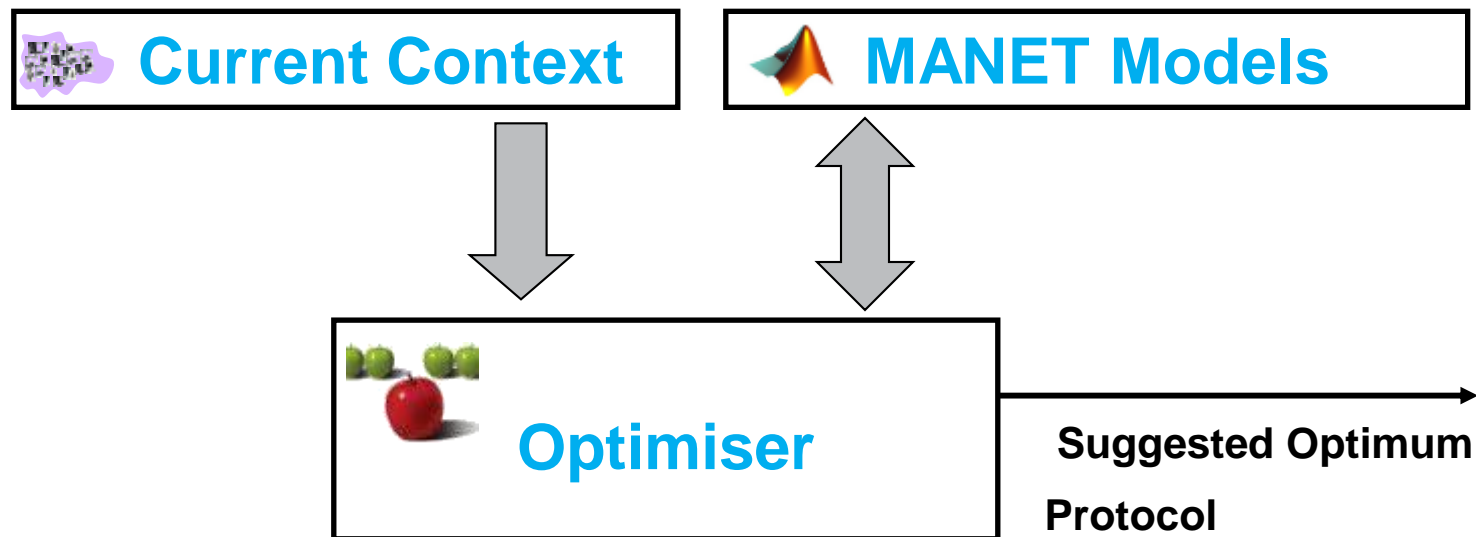 Current Context
MANET Models
Optimiser
Suggested Optimum
Protocol